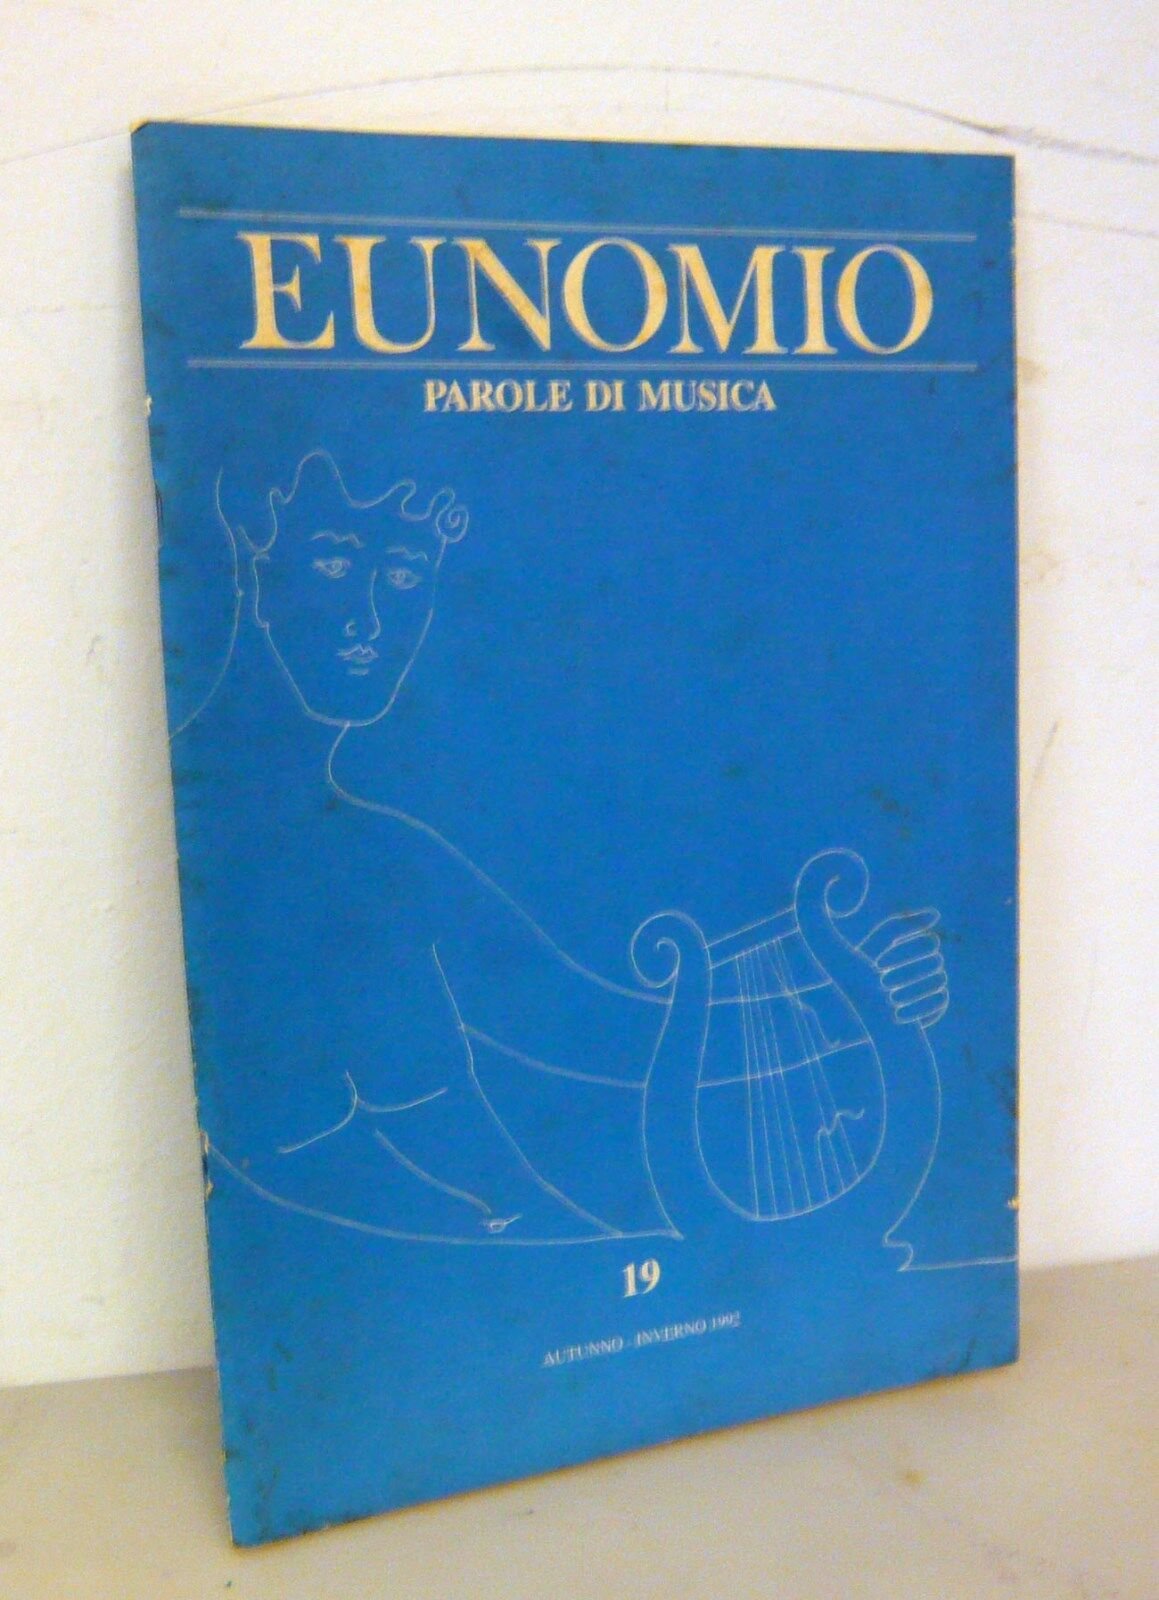 EUNOMIO
PAROLE DI MUSICA
19
AUTUNNO - INVERNO 1992